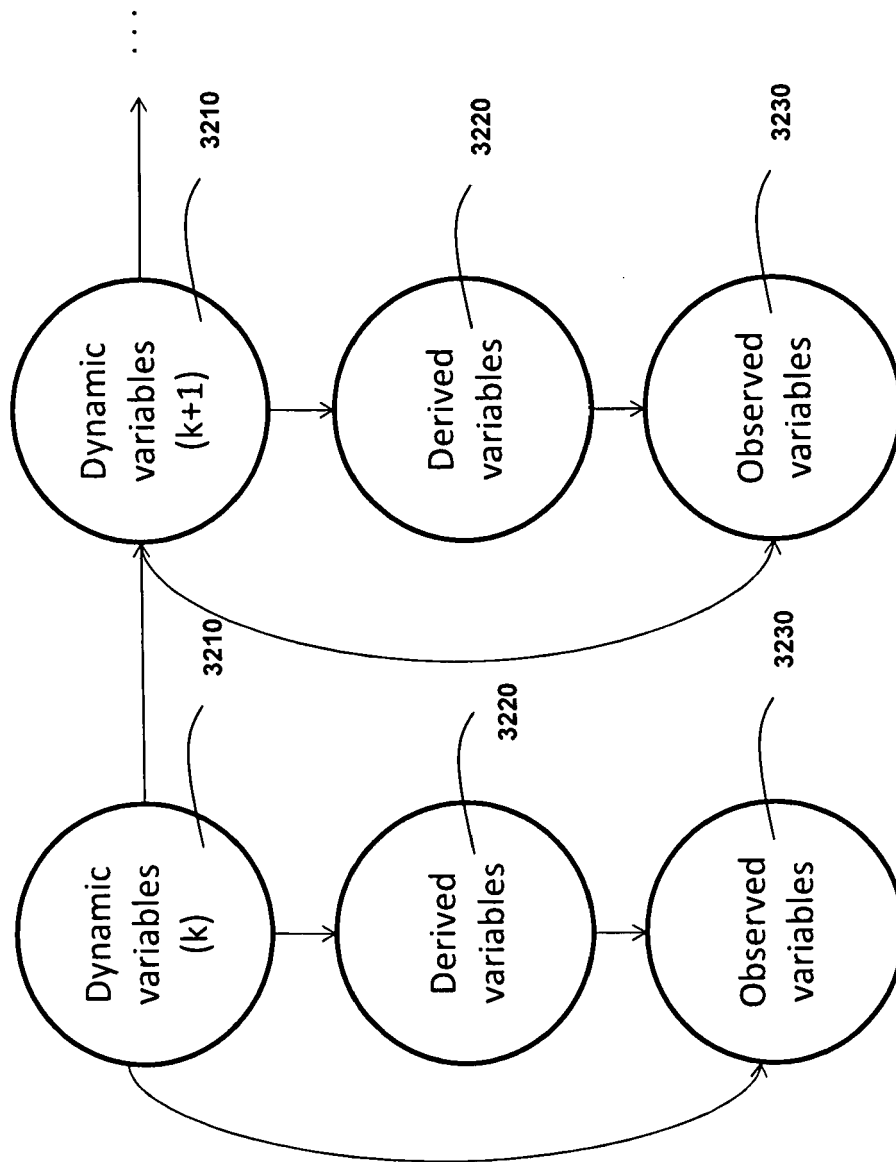 Dynamic
variables
(k)
3210
Derived
variables
3220
Observed
variables
3230
Dynamic
variables
(k+1)
3210
Derived
variables
3220
Observed
variables
3230
...